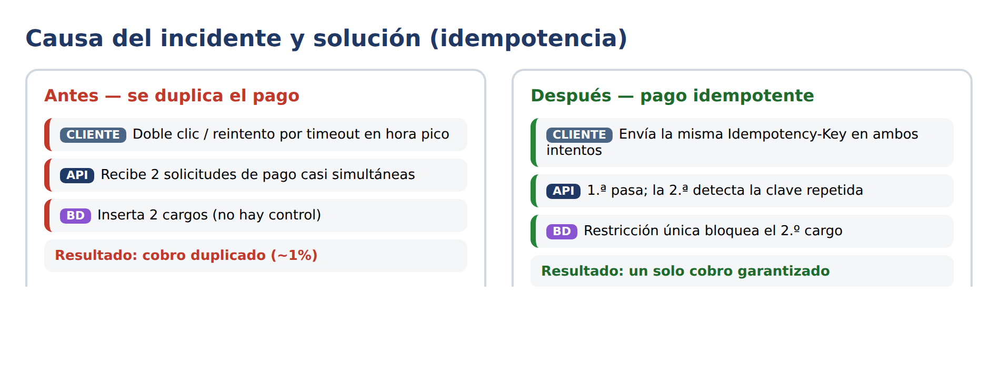 Causa del incidente y solución (idempotencia)
Antes — se duplica el pago
CLIENTE Doble clic / reintento por timeout en hora pico
API Recibe 2 solicitudes de pago casi simultáneas
BD Inserta 2 cargos (no hay control)
Resultado: cobro duplicado (~1%)
Después — pago idempotente
CLIENTE Envía la misma Idempotency-Key en ambos
intentos
API 1.ª pasa; la 2.ª detecta la clave repetida
BD Restricción única bloquea el 2.º cargo
Resultado: un solo cobro garantizado